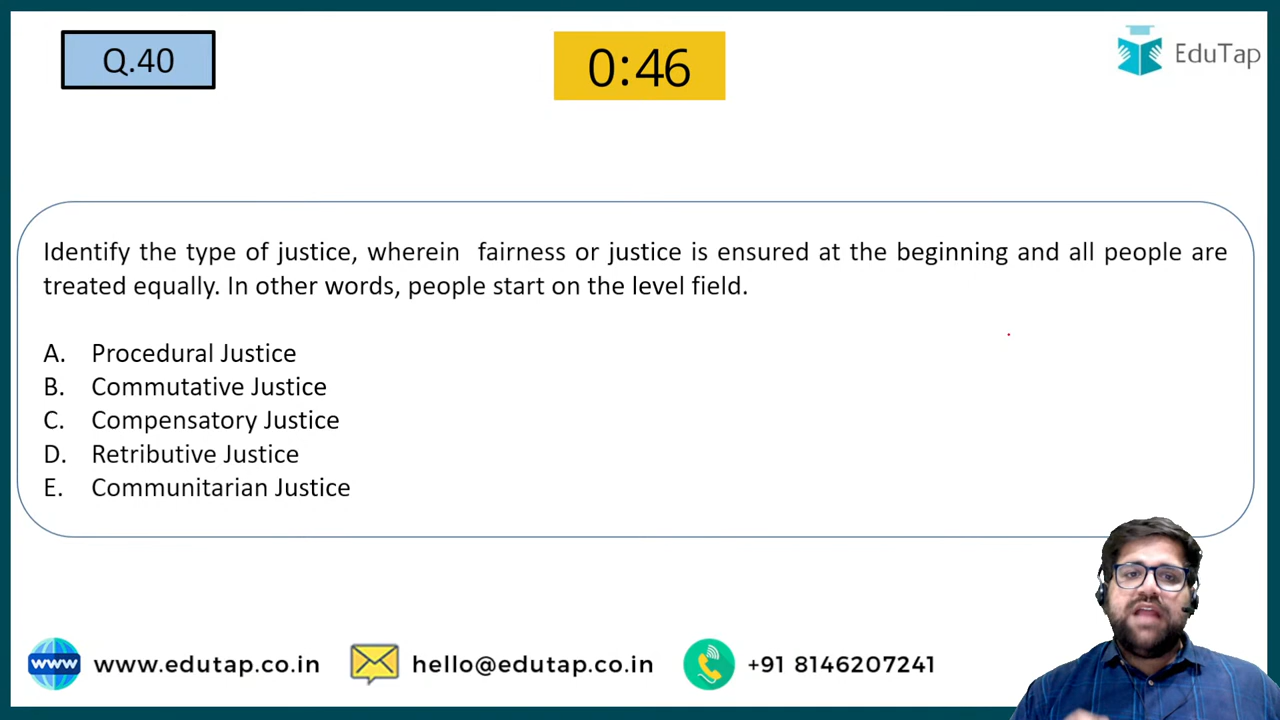 Q.40
0:46
EduTap
Identify the type of justice, wherein fairness or justice is ensured at the beginning and all people are
treated equally. In other words, people start on the level field.
A. Procedural Justice
B. Commutative Justice
C. Compensatory Justice
D. Retributive Justice
E. Communitarian Justice
www www.edutap.co.in hello@edutap.co.in +91 8146207241